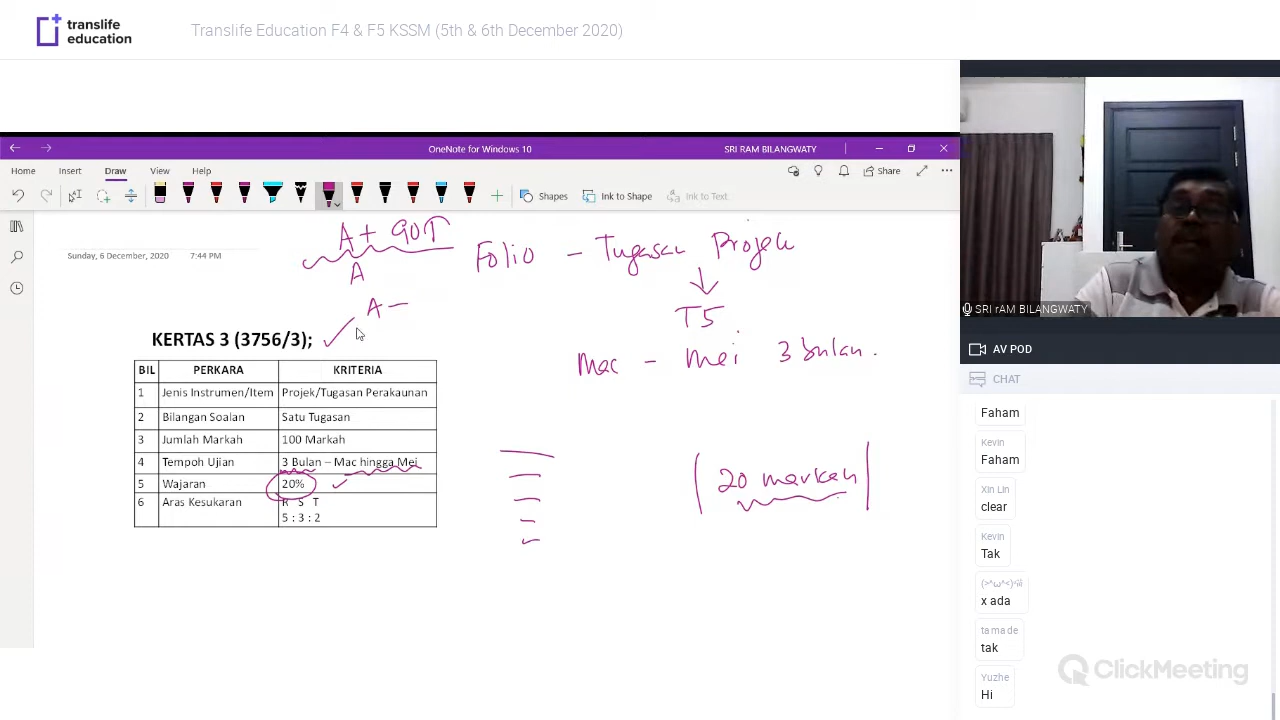 translife
education
Translife Education F4 & F5 KSSM (5th & 6th December 2020)
OneNote for Windows 10
SRI RAM BILANGWATY
Home Insert Draw View Help
Share
Shapes
Ink to Shape
Ink to Text
Sunday, 6 December, 2020 7:44 PM
A+ 90T
A
A-
Folio - Tugasan Projek
T5
Mac - Mei 3 bulan.
KERTAS 3 (3756/3);
BIL PERKARA KRITERIA
1 Jenis Instrumen/Item Projek/Tugasan Perakaunan
2 Bilangan Soalan Satu Tugasan
3 Jumlah Markah 100 Markah
4 Tempoh Ujian 3 Bulan – Mac hingga Mei
5 Wajaran 20%
6 Aras Kesukaran R S T
5 : 3 : 2
20 markah
SRI rAM BILANGWATY
AV POD
CHAT
Faham
Kevin
Faham
Xin Lin
clear
Kevin
Tak
x ada
ta ma de
tak
Yuzhe
Hi
ClickMeeting